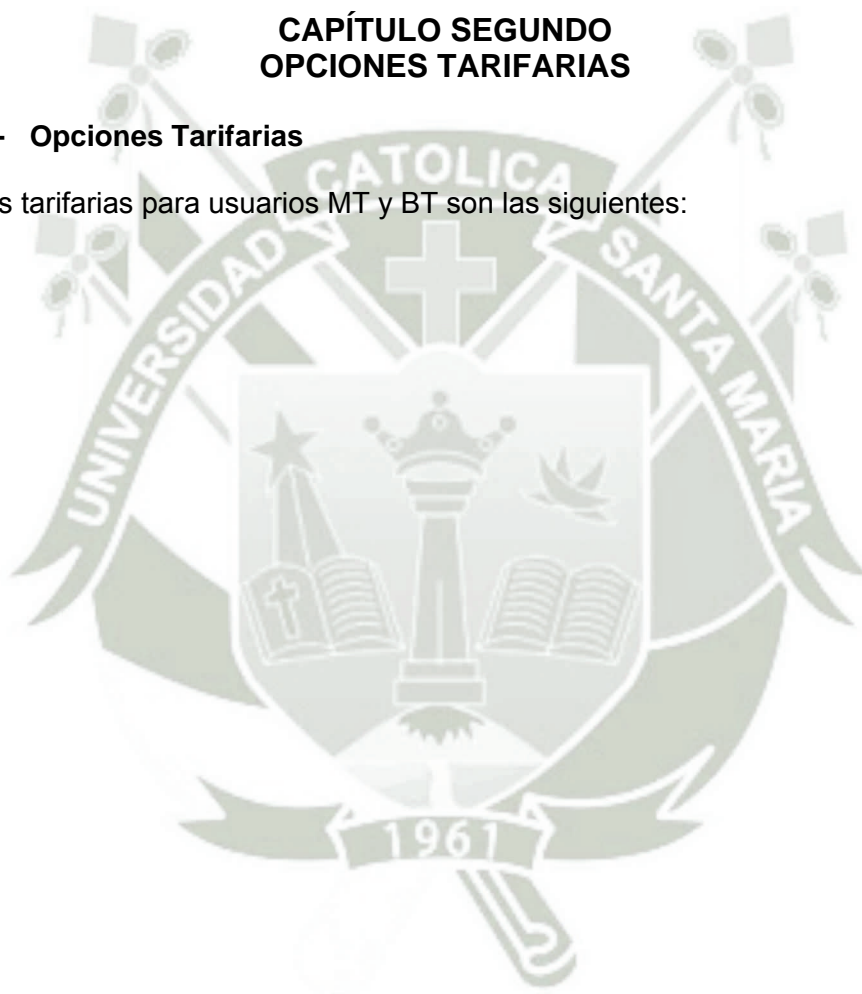 CAPÍTULO SEGUNDO
OPCIONES TARIFARIAS
- Opciones Tarifarias
s tarifarias para usuarios MT y BT son las siguientes:
CATOLICA
UNIVERSIDAD
SANTA MARIA
1961